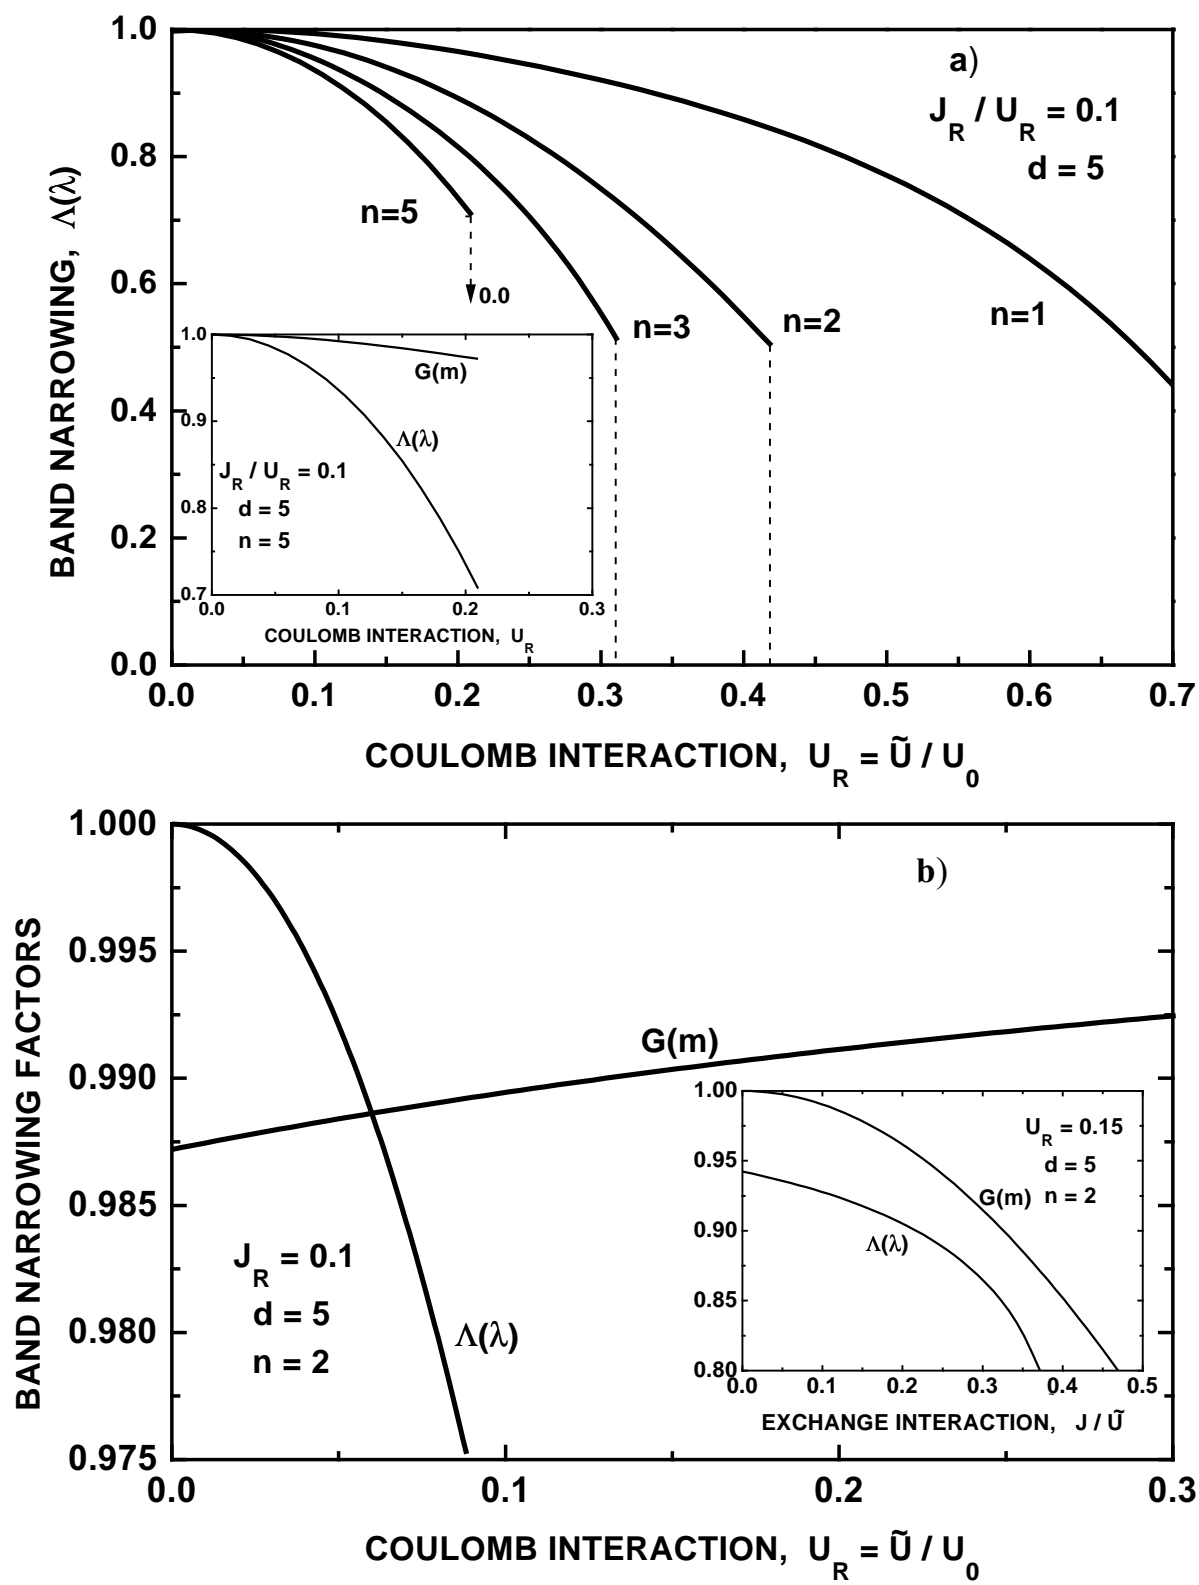 1.0
0.8
0.6
0.4
0.2
0.0
BAND NARROWING, Λ(λ)
a)
J_R / U_R = 0.1
d = 5
n=5
0.0
n=3
n=2
n=1
1.0
0.9
0.8
0.7
G(m)
Λ(λ)
J_R / U_R = 0.1
d = 5
n = 5
0.0 0.1 0.2 0.3
COULOMB INTERACTION, U_R
0.0 0.1 0.2 0.3 0.4 0.5 0.6 0.7
COULOMB INTERACTION, U_R = Ũ / U_0
1.000
0.995
0.990
0.985
0.980
0.975
BAND NARROWING FACTORS
b)
G(m)
J_R = 0.1
d = 5
n = 2
Λ(λ)
1.00
0.95
0.90
0.85
0.80
U_R = 0.15
d = 5
G(m) n = 2
Λ(λ)
0.0 0.1 0.2 0.3 0.4 0.5
EXCHANGE INTERACTION, J / Ũ
0.0 0.1 0.2 0.3
COULOMB INTERACTION, U_R = Ũ / U_0